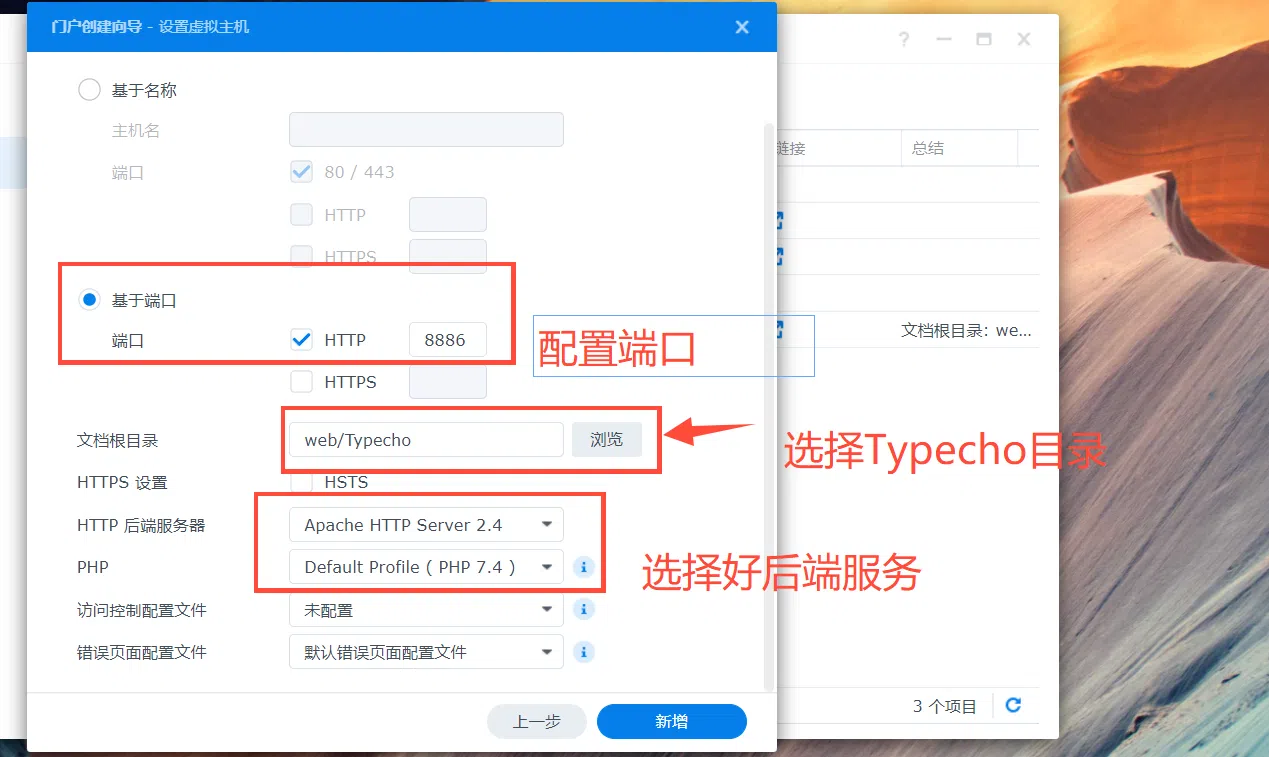 门户创建向导 - 设置虚拟主机
?
基于名称
主机名
链接
总结
端口
80 / 443
HTTP
HTTPS
基于端口
端口
HTTP
8886
配置端口
文档根目录：we...
HTTPS
文档根目录
web/Typecho
浏览
选择Typecho目录
HTTPS 设置
HSTS
HTTP 后端服务器
Apache HTTP Server 2.4
PHP
Default Profile ( PHP 7.4 )
选择好后端服务
访问控制配置文件
未配置
错误页面配置文件
默认错误页面配置文件
3 个项目
上一步
新增